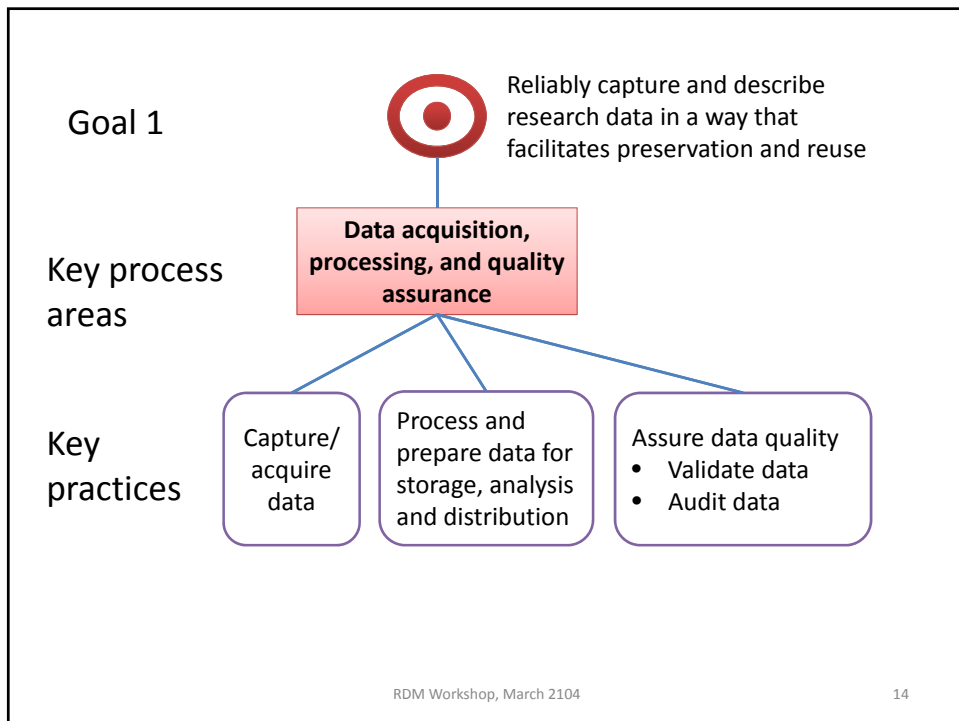 Goal 1
Reliably capture and describe
research data in a way that
facilitates preservation and reuse
Key process
areas
Data acquisition,
processing, and quality
assurance
Key
practices
Capture/
acquire
data
Process and
prepare data for
storage, analysis
and distribution
Assure data quality
• Validate data
• Audit data
RDM Workshop, March 2104
14